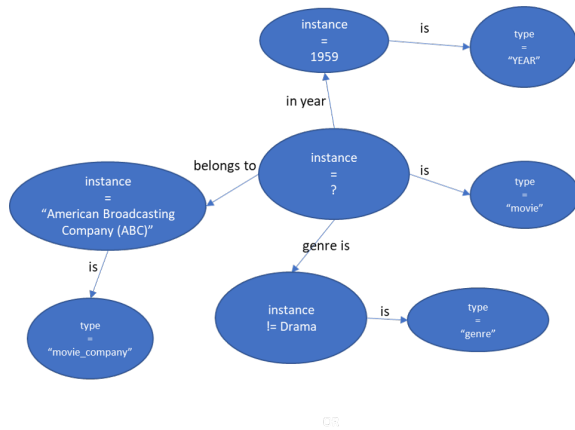 instance
=
1959
is
type
=
“YEAR”
in year
belongs to
instance
=
?
is
type
=
“movie”
instance
=
“American Broadcasting
Company (ABC)”
is
type
=
“movie_company”
genre is
instance
!= Drama
is
type
=
“genre”